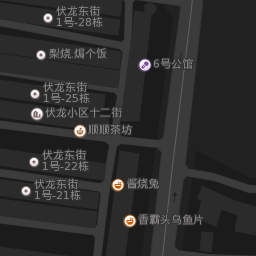 伏龙东街
1号-28栋
梨烧.焗个饭
6号公馆
伏龙东街
1号-25栋
伏龙小区十二街
顺顺茶坊
伏龙东街
1号-22栋
伏龙东街
1号-21栋
酱烧兔
香霸头乌鱼片